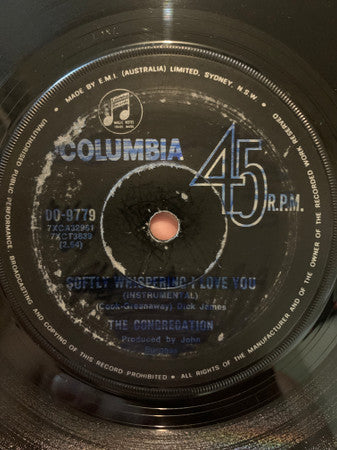 MADE BY E.M.I. (AUSTRALIA) LIMITED, SYDNEY, N.S.W.
UNAUTHORISED PUBLIC PERFORMANCE, BROADCASTING AND COPYING OF THIS RECORD PROHIBITED • ALL RIGHTS OF THE MANUFACTURER AND OF THE OWNER OF THE RECORDED WORK RESERVED
COLUMBIA
45
R.P.M.
DO-9779
(2.54)
SOFTLY WHISPERING I LOVE YOU
(INSTRUMENTAL)
(Cook-Greenaway) Dick James
THE CONGREGATION
Produced by John